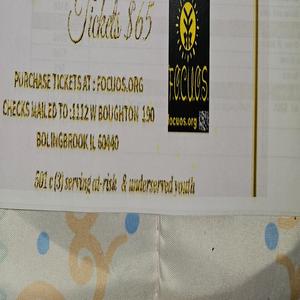 Tickets $65
FOCUOS
focuos.org
PURCHASE TICKETS AT : FOCUOS.ORG
CHECKS MAILED TO :1112 W BOUGHTON 190
BOLINGBROOK IL 60440
501 c (3) serving at-risk & underserved youth